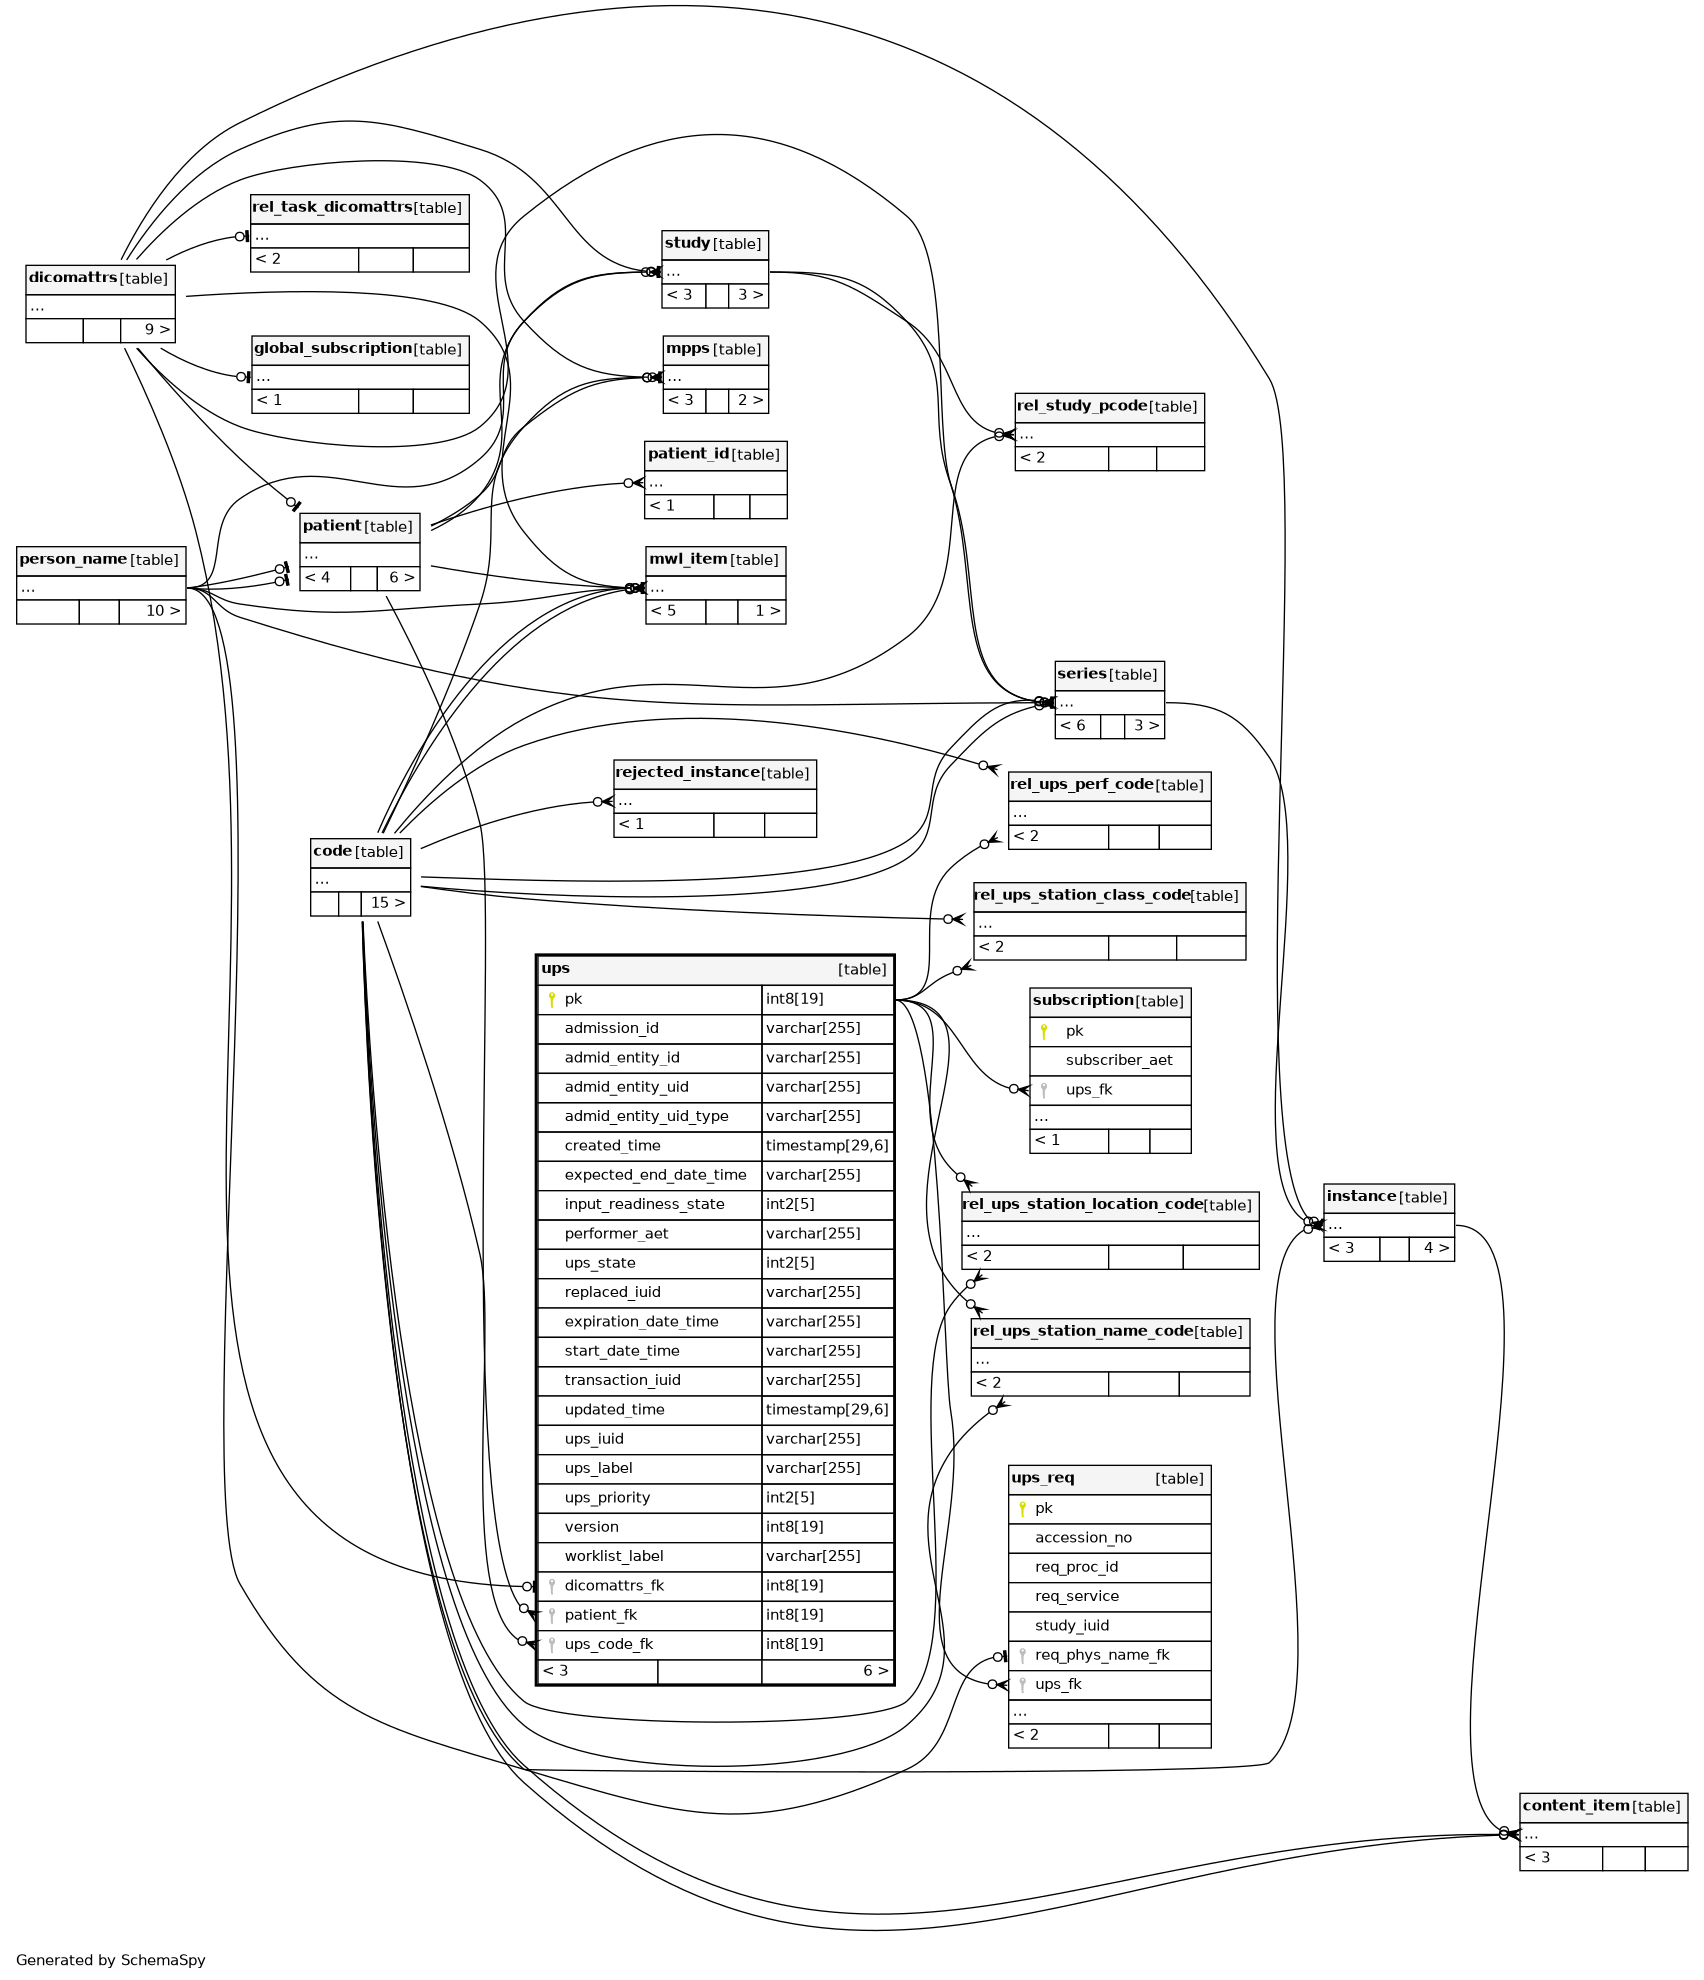 rel_task_dicomattrs [table]
...
< 2
study [table]
...
< 3 3 >
dicomattrs [table]
...
9 >
global_subscription [table]
...
< 1
mpps [table]
...
< 3 2 >
rel_study_pcode [table]
...
< 2
patient_id [table]
...
< 1
patient [table]
...
< 4 6 >
person_name [table]
...
10 >
mwl_item [table]
...
< 5 1 >
series [table]
...
< 6 3 >
rejected_instance [table]
...
< 1
rel_ups_perf_code [table]
...
< 2
code [table]
...
15 >
rel_ups_station_class_code [table]
...
< 2
ups [table]
pk int8[19]
admission_id varchar[255]
admid_entity_id varchar[255]
admid_entity_uid varchar[255]
admid_entity_uid_type varchar[255]
created_time timestamp[29,6]
expected_end_date_time varchar[255]
input_readiness_state int2[5]
performer_aet varchar[255]
ups_state int2[5]
replaced_iuid varchar[255]
expiration_date_time varchar[255]
start_date_time varchar[255]
transaction_iuid varchar[255]
updated_time timestamp[29,6]
ups_iuid varchar[255]
ups_label varchar[255]
ups_priority int2[5]
version int8[19]
worklist_label varchar[255]
dicomattrs_fk int8[19]
patient_fk int8[19]
ups_code_fk int8[19]
< 3 6 >
subscription [table]
pk
subscriber_aet
ups_fk
...
< 1
rel_ups_station_location_code [table]
...
< 2
instance [table]
...
< 3 4 >
rel_ups_station_name_code [table]
...
< 2
ups_req [table]
pk
accession_no
req_proc_id
req_service
study_iuid
req_phys_name_fk
ups_fk
...
< 2
content_item [table]
...
< 3
Generated by SchemaSpy